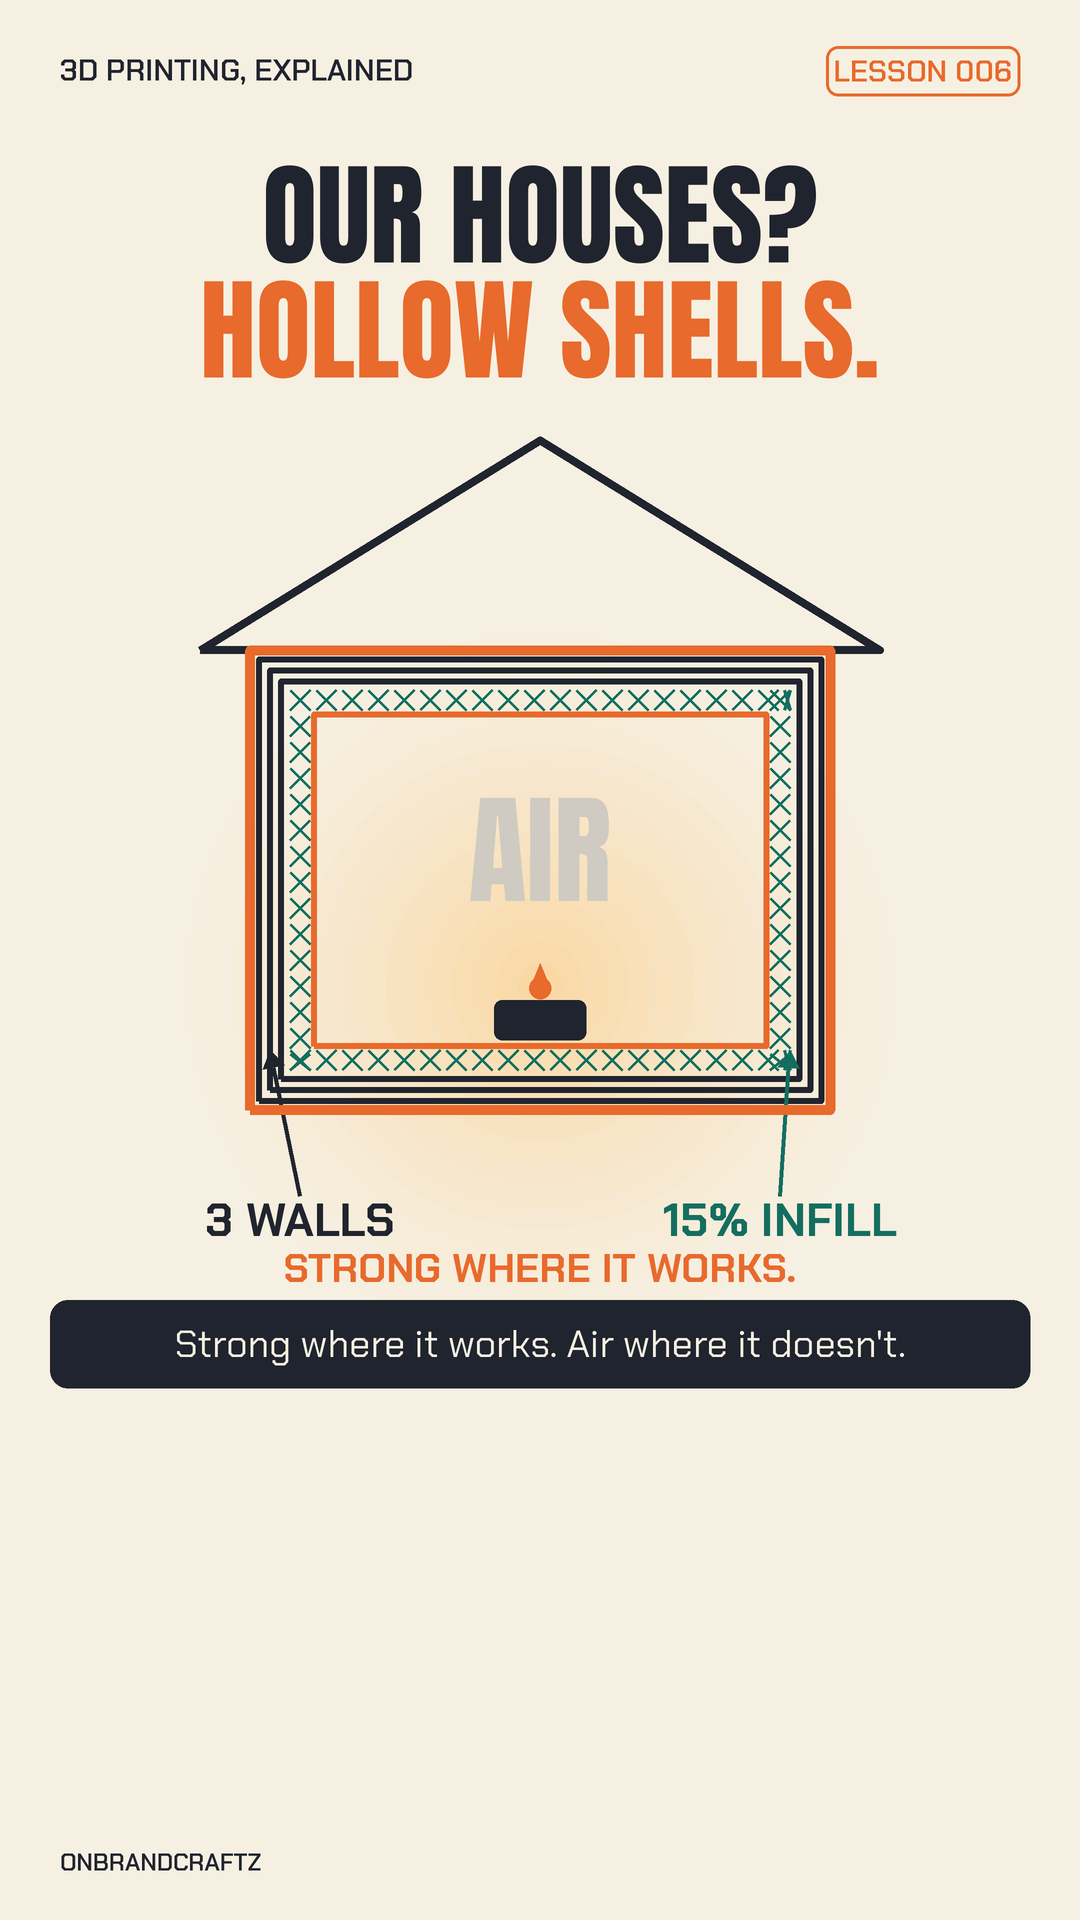 3D PRINTING, EXPLAINED
LESSON 006
OUR HOUSES?
HOLLOW SHELLS.
AIR
3 WALLS
15% INFILL
STRONG WHERE IT WORKS.
Strong where it works. Air where it doesn't.
ONBRANDCRAFTZ